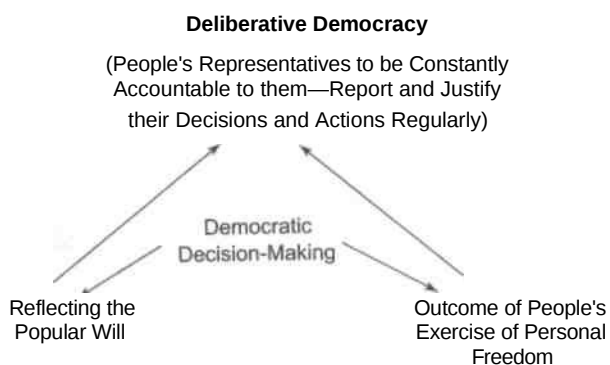 Deliberative Democracy
(People's Representatives to be Constantly
Accountable to them—Report and Justify
their Decisions and Actions Regularly)
Democratic
Decision-Making
Reflecting the
Popular Will
Outcome of People's
Exercise of Personal
Freedom